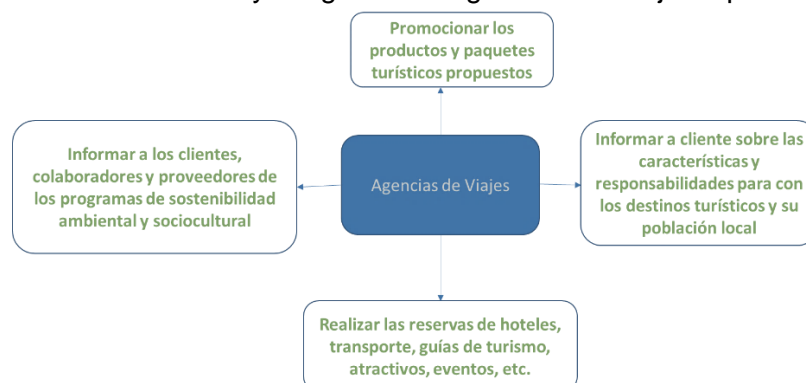 Promocionar los
productos y paquetes
turísticos propuestos
Informar a los clientes,
colaboradores y proveedores de
los programas de sostenibilidad
ambiental y sociocultural
Agencias de Viajes
Informar a cliente sobre las
características y
responsabilidades para con
los destinos turísticos y su
población local
Realizar las reservas de hoteles,
transporte, guías de turismo,
atractivos, eventos, etc.